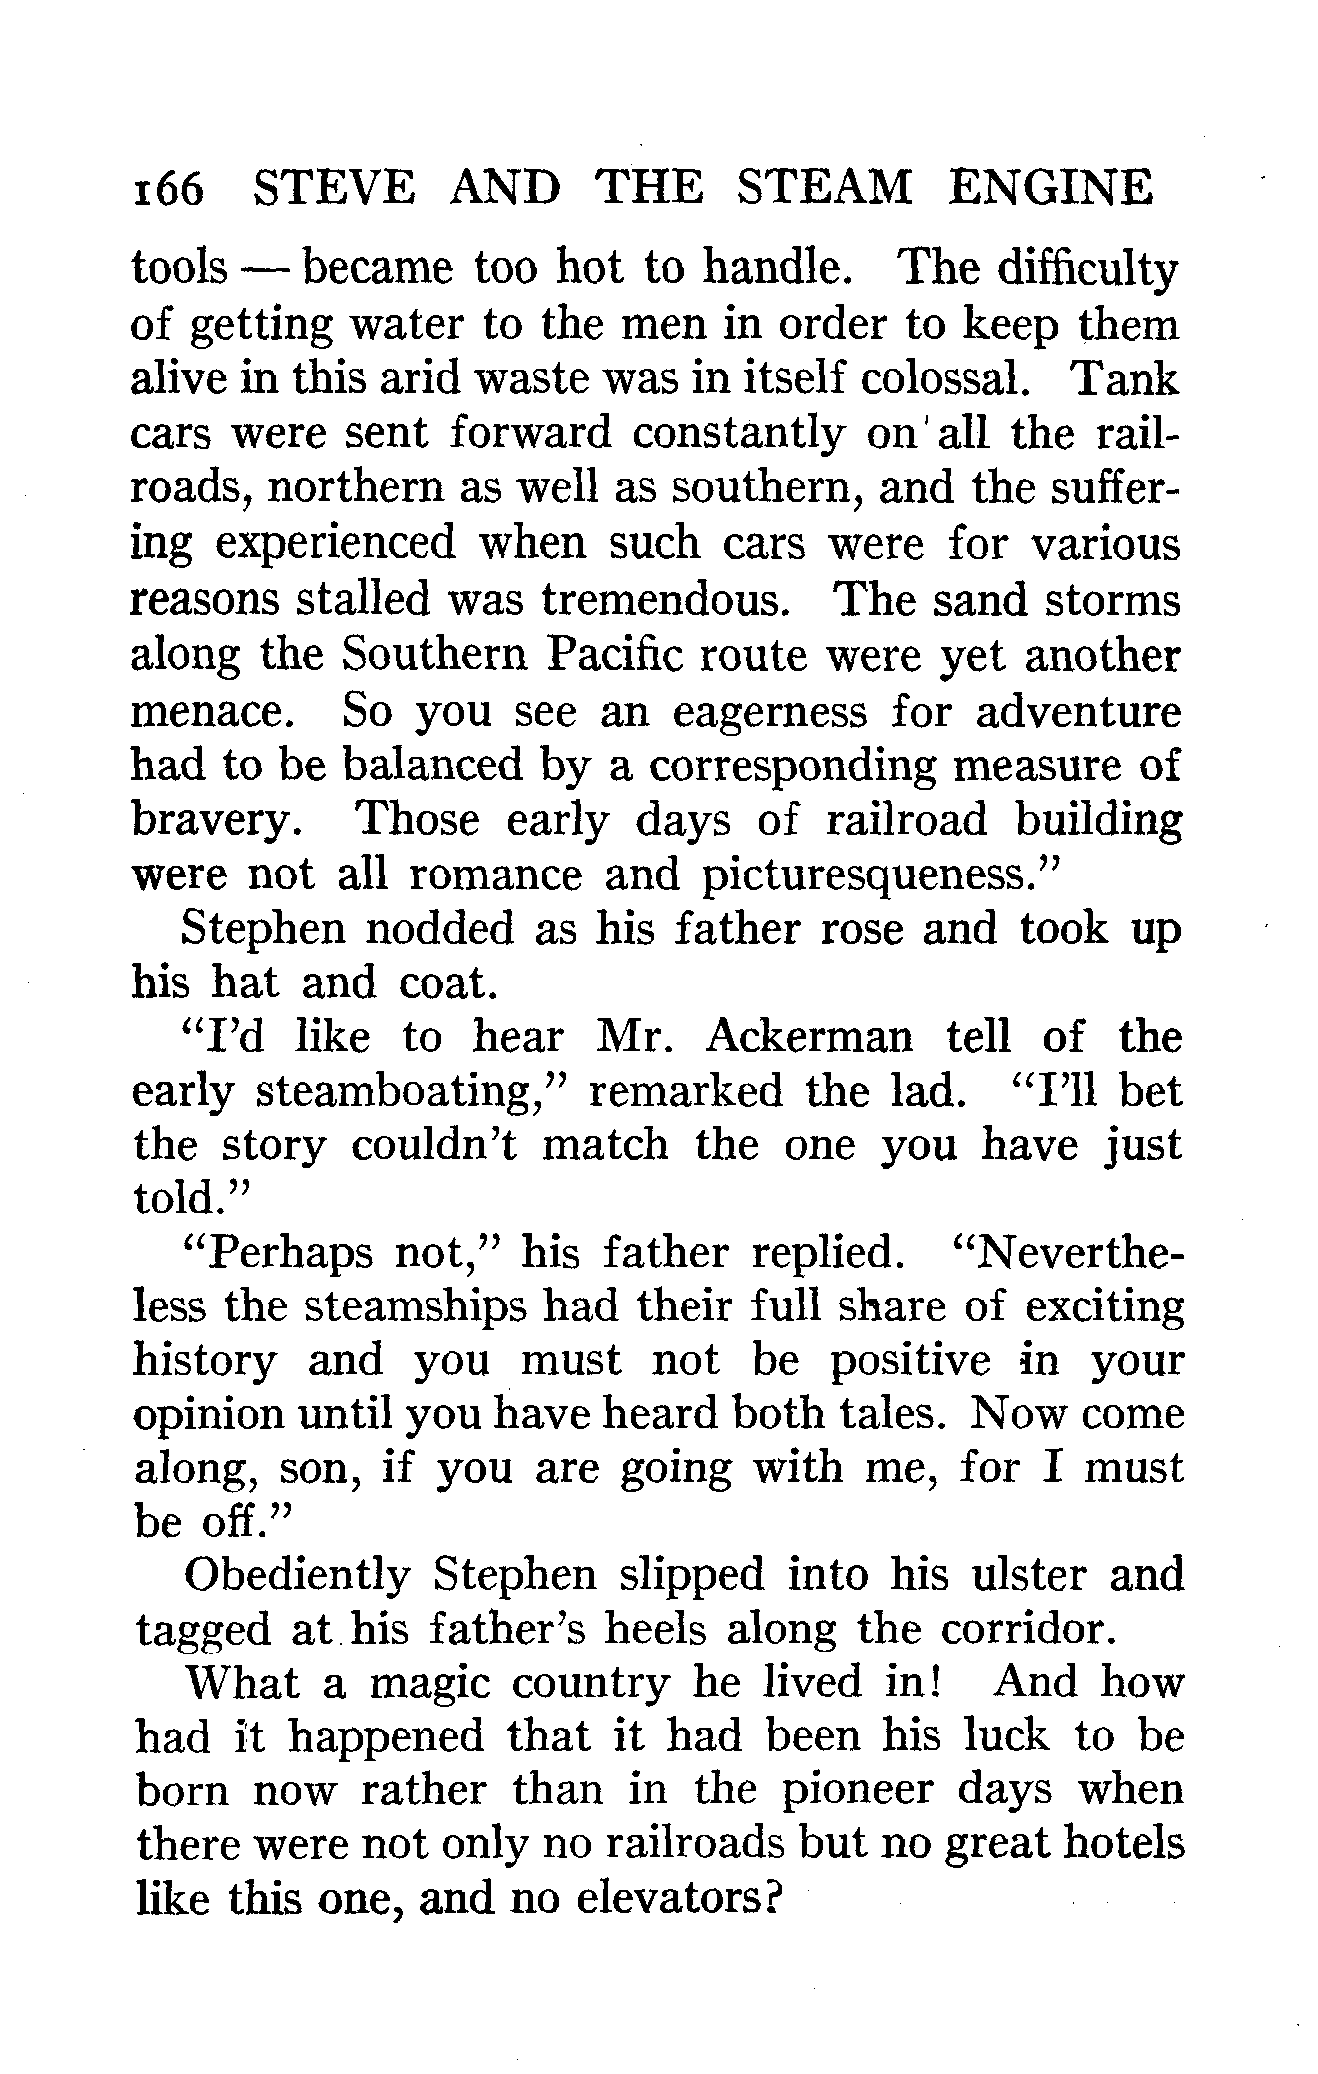 166 STEVE AND THE STEAM ENGINE
tools — became too hot to handle. The difficulty
of getting water to the men in order to keep them
alive in this arid waste was in itself colossal. Tank
cars were sent forward constantly on all the rail-
roads, northern as well as southern, and the suffer-
ing experienced when such cars were for various
reasons stalled was tremendous. The sand storms
along the Southern Pacific route were yet another
menace. So you see an eagerness for adventure
had to be balanced by a corresponding measure of
bravery. Those early days of railroad building
were not all romance and picturesqueness.”
Stephen nodded as his father rose and took up
his hat and coat.
“I’d like to hear Mr. Ackerman tell of the
early steamboating,” remarked the lad. “I’ll bet
the story couldn’t match the one you have just
told.”
“Perhaps not,” his father replied. “Neverthe-
less the steamships had their full share of exciting
history and you must not be positive in your
opinion until you have heard both tales. Now come
along, son, if you are going with me, for I must
be off.”
Obediently Stephen slipped into his ulster and
tagged at his father’s heels along the corridor.
What a magic country he lived in! And how
had it happened that it had been his luck to be
born now rather than in the pioneer days when
there were not only no railroads but no great hotels
like this one, and no elevators?